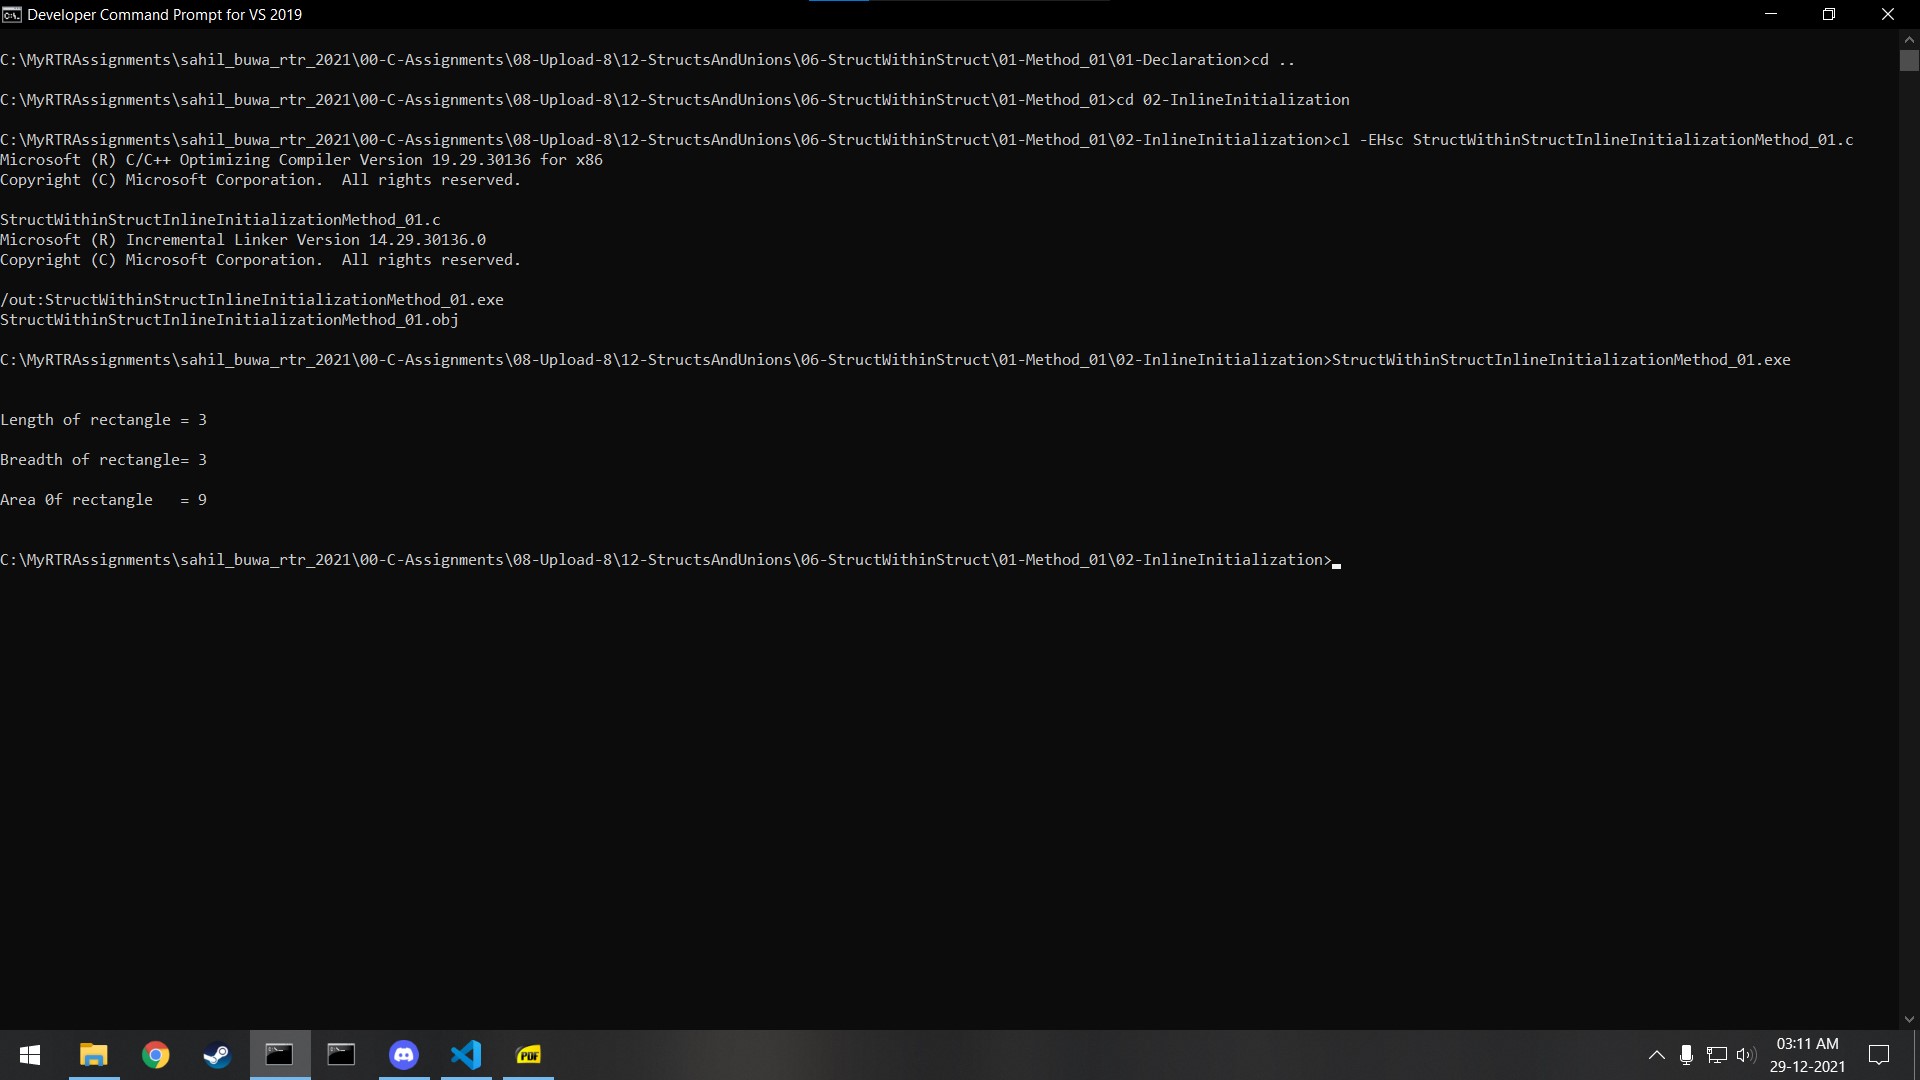 Developer Command Prompt for VS 2019
C:\MyRTRAssignments\sahil_buwa_rtr_2021\00-C-Assignments\08-Upload-8\12-StructsAndUnions\06-StructWithinStruct\01-Method_01\01-Declaration>cd ..
C:\MyRTRAssignments\sahil_buwa_rtr_2021\00-C-Assignments\08-Upload-8\12-StructsAndUnions\06-StructWithinStruct\01-Method_01>cd 02-InlineInitialization
C:\MyRTRAssignments\sahil_buwa_rtr_2021\00-C-Assignments\08-Upload-8\12-StructsAndUnions\06-StructWithinStruct\01-Method_01\02-InlineInitialization>cl -EHsc StructWithinStructInlineInitializationMethod_01.c
Microsoft (R) C/C++ Optimizing Compiler Version 19.29.30136 for x86
Copyright (C) Microsoft Corporation.  All rights reserved.
StructWithinStructInlineInitializationMethod_01.c
Microsoft (R) Incremental Linker Version 14.29.30136.0
Copyright (C) Microsoft Corporation.  All rights reserved.
/out:StructWithinStructInlineInitializationMethod_01.exe
StructWithinStructInlineInitializationMethod_01.obj
C:\MyRTRAssignments\sahil_buwa_rtr_2021\00-C-Assignments\08-Upload-8\12-StructsAndUnions\06-StructWithinStruct\01-Method_01\02-InlineInitialization>StructWithinStructInlineInitializationMethod_01.exe
Length of rectangle = 3
Breadth of rectangle= 3
Area 0f rectangle   = 9
C:\MyRTRAssignments\sahil_buwa_rtr_2021\00-C-Assignments\08-Upload-8\12-StructsAndUnions\06-StructWithinStruct\01-Method_01\02-InlineInitialization>
PDF
03:11 AM
29-12-2021